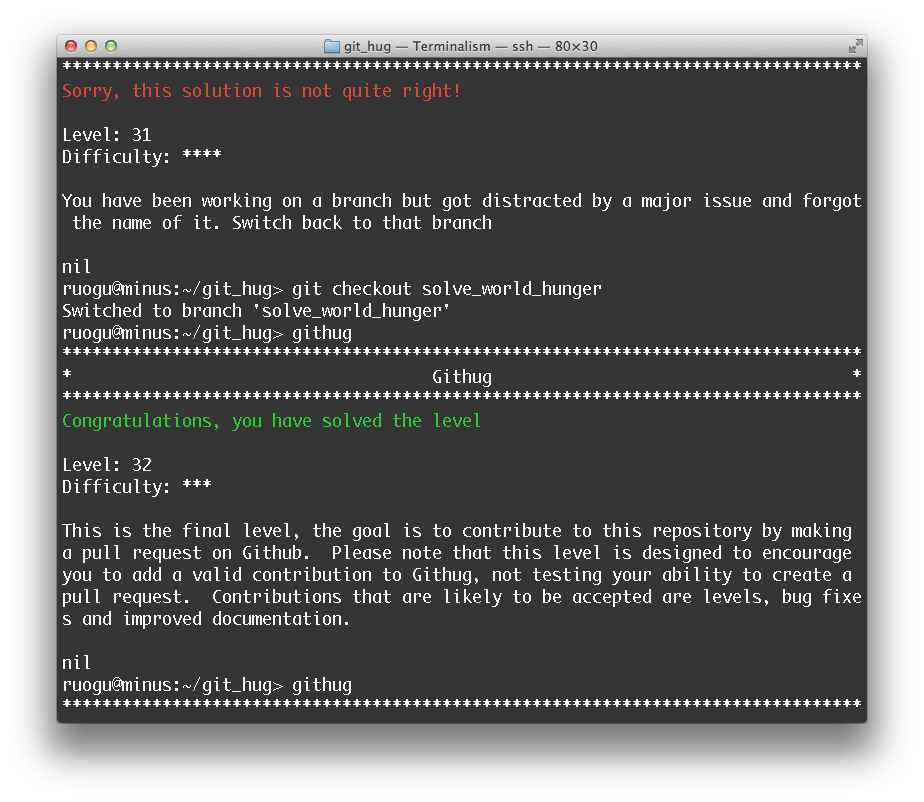 git_hug — Terminalism — ssh — 80×30
********************************************************************************
Sorry, this solution is not quite right!
Level: 31
Difficulty: ****
You have been working on a branch but got distracted by a major issue and forgot
the name of it. Switch back to that branch
nil
ruogu@minus:~/git_hug> git checkout solve_world_hunger
Switched to branch 'solve_world_hunger'
ruogu@minus:~/git_hug> githug
********************************************************************************
*                                    Githug                                    *
********************************************************************************
Congratulations, you have solved the level
Level: 32
Difficulty: ***
This is the final level, the goal is to contribute to this repository by making
a pull request on Github.  Please note that this level is designed to encourage
you to add a valid contribution to Githug, not testing your ability to create a
pull request.  Contributions that are likely to be accepted are levels, bug fixe
s and improved documentation.
nil
ruogu@minus:~/git_hug> githug
********************************************************************************